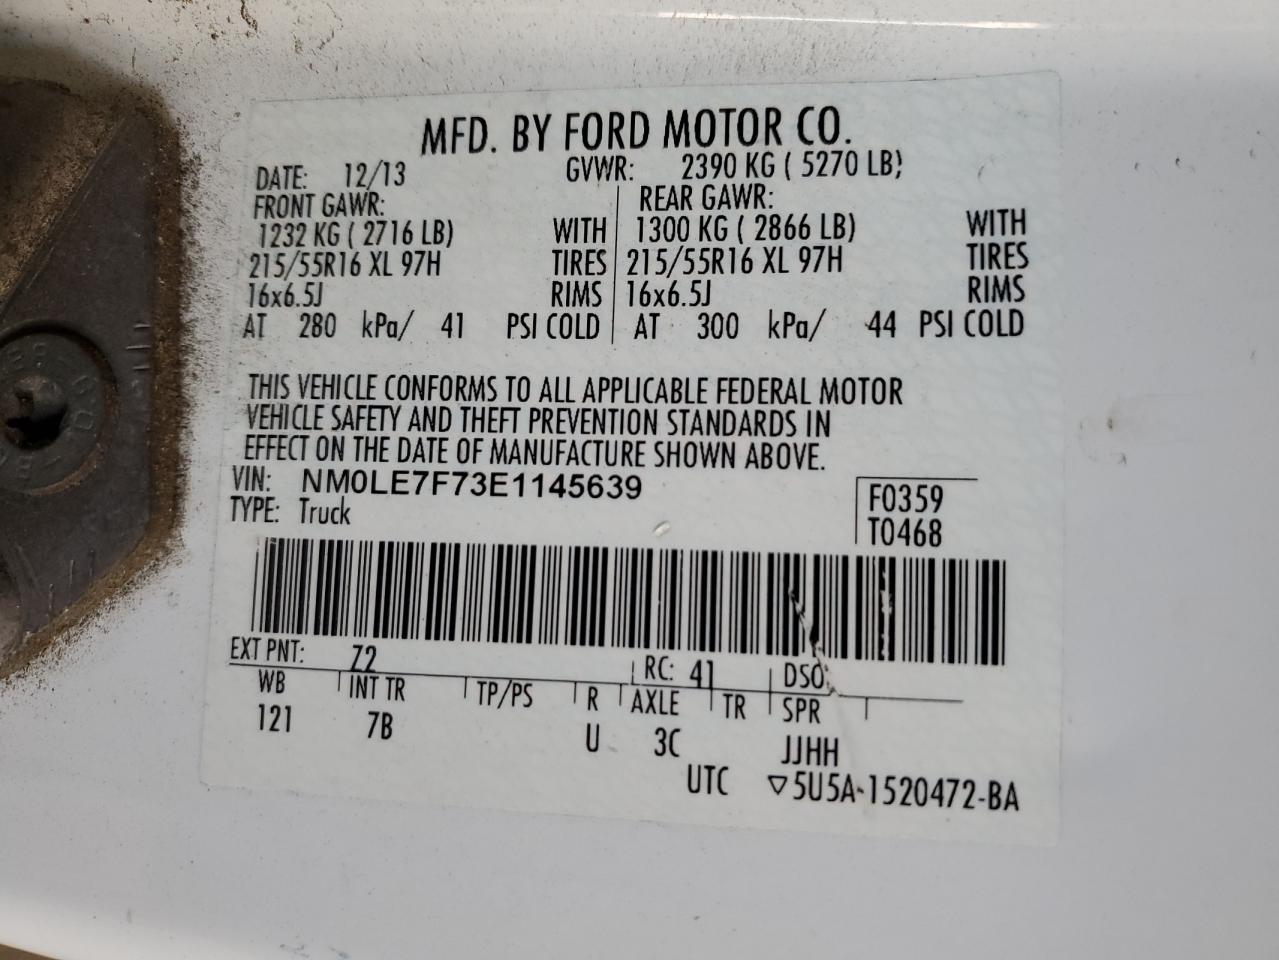 MFD. BY FORD MOTOR CO.
DATE: 12/13 GVWR: 2390 KG ( 5270 LB)
FRONT GAWR: REAR GAWR:
1232 KG ( 2716 LB) WITH 1300 KG ( 2866 LB) WITH
215/55R16 XL 97H TIRES 215/55R16 XL 97H TIRES
16x6.5J RIMS 16x6.5J RIMS
AT 280 kPa/ 41 PSI COLD AT 300 kPa/ 44 PSI COLD
THIS VEHICLE CONFORMS TO ALL APPLICABLE FEDERAL MOTOR
VEHICLE SAFETY AND THEFT PREVENTION STANDARDS IN
EFFECT ON THE DATE OF MANUFACTURE SHOWN ABOVE.
VIN: NM0LE7F73E1145639
TYPE: Truck
F0359
T0468
EXT PNT: Z2 RC: 41 DSO:
WB INT TR TP/PS R AXLE TR SPR
121 7B U 3C JJHH
UTC ▽5U5A-1520472-BA